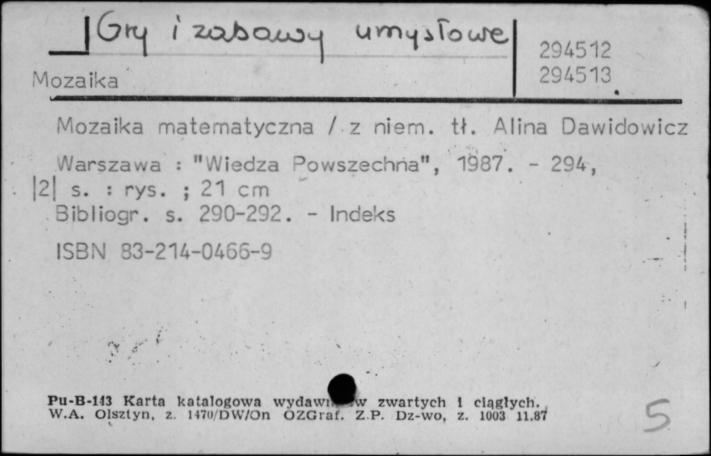 Gry i zabawy umysłowe
294512
Mozaika
294513
Mozaika matematyczna / z niem. tł. Alina Dawidowicz
Warszawa : "Wiedza Powszechna", 1987. - 294,
|2| s. : rys. ; 21 cm
Bibliogr. s. 290-292. - Indeks
ISBN 83-214-0466-9
Pu-B-143 Karta katalogowa zwartych i ciągłych.
W.A. Olsztyn, z. 1470/DW/On OZGraf. Z.P. Dz-wo, z. 1003 11.87
5